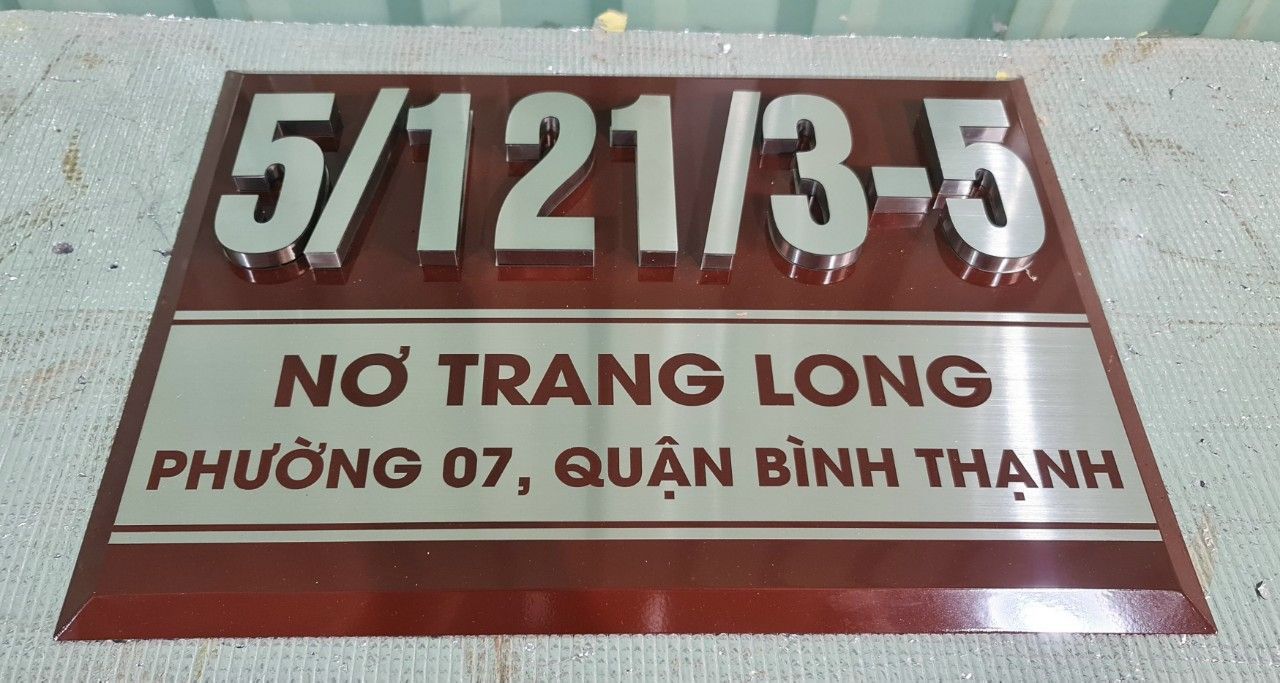 5/121/3-5
NƠ TRANG LONG
PHƯỜNG 07, QUẬN BÌNH THẠNH